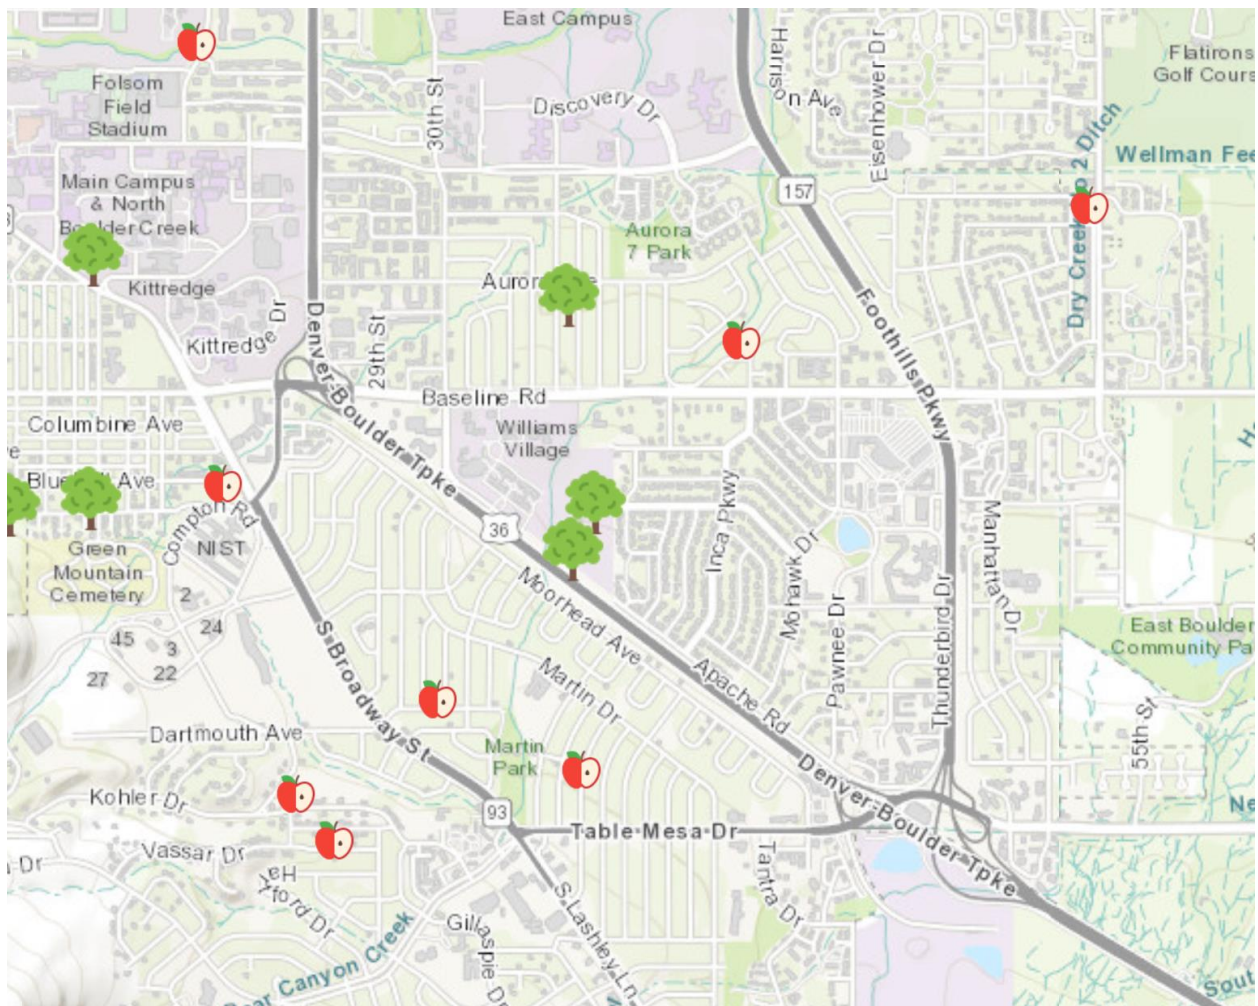 East Campus
Flatirons
Golf Cours
Folsom
Field
Stadium
30th St
Discovery Dr
Harrison Ave
Eisenhower Dr
Dry Creek No 2 Ditch
Wellman Fee
Main Campus
& North
Boulder Creek
157
Aurora
7 Park
Kittredge
Kittredge Dr
29th St
Foothills Pkwy
Denver-Boulder Tpke
Baseline Rd
Columbine Ave
Williams
Village
Compton Rd
NIST
36
Inca Pkwy
Mohawk Dr
Manhattan Dr
Green
Mountain
Cemetery
2
24
45
3
22
27
Moorhead Ave
Pawnee Dr
Thunderbird Dr
East Boulder
Community Pa
S Broadway St
Martin Dr
Apache Rd
55th St
Dartmouth Ave
Martin
Park
Denver-Boulder Tpke
Kohler Dr
93
Table Mesa Dr
Ne
Vassar Dr
Dr
Tantra Dr
S Lashley Ln
Gillaspie Dr
ear Canyon Creek
Sou